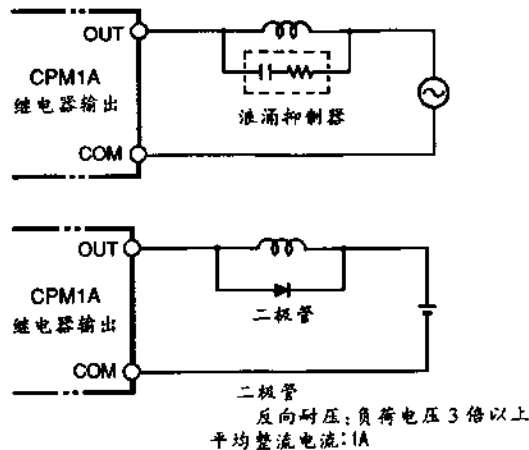 OUT
CPM1A
继电器输出
浪涌抑制器
COM
OUT
CPM1A
继电器输出
二极管
COM
二极管
反向耐压:负荷电压3倍以上
平均整流电流:1A